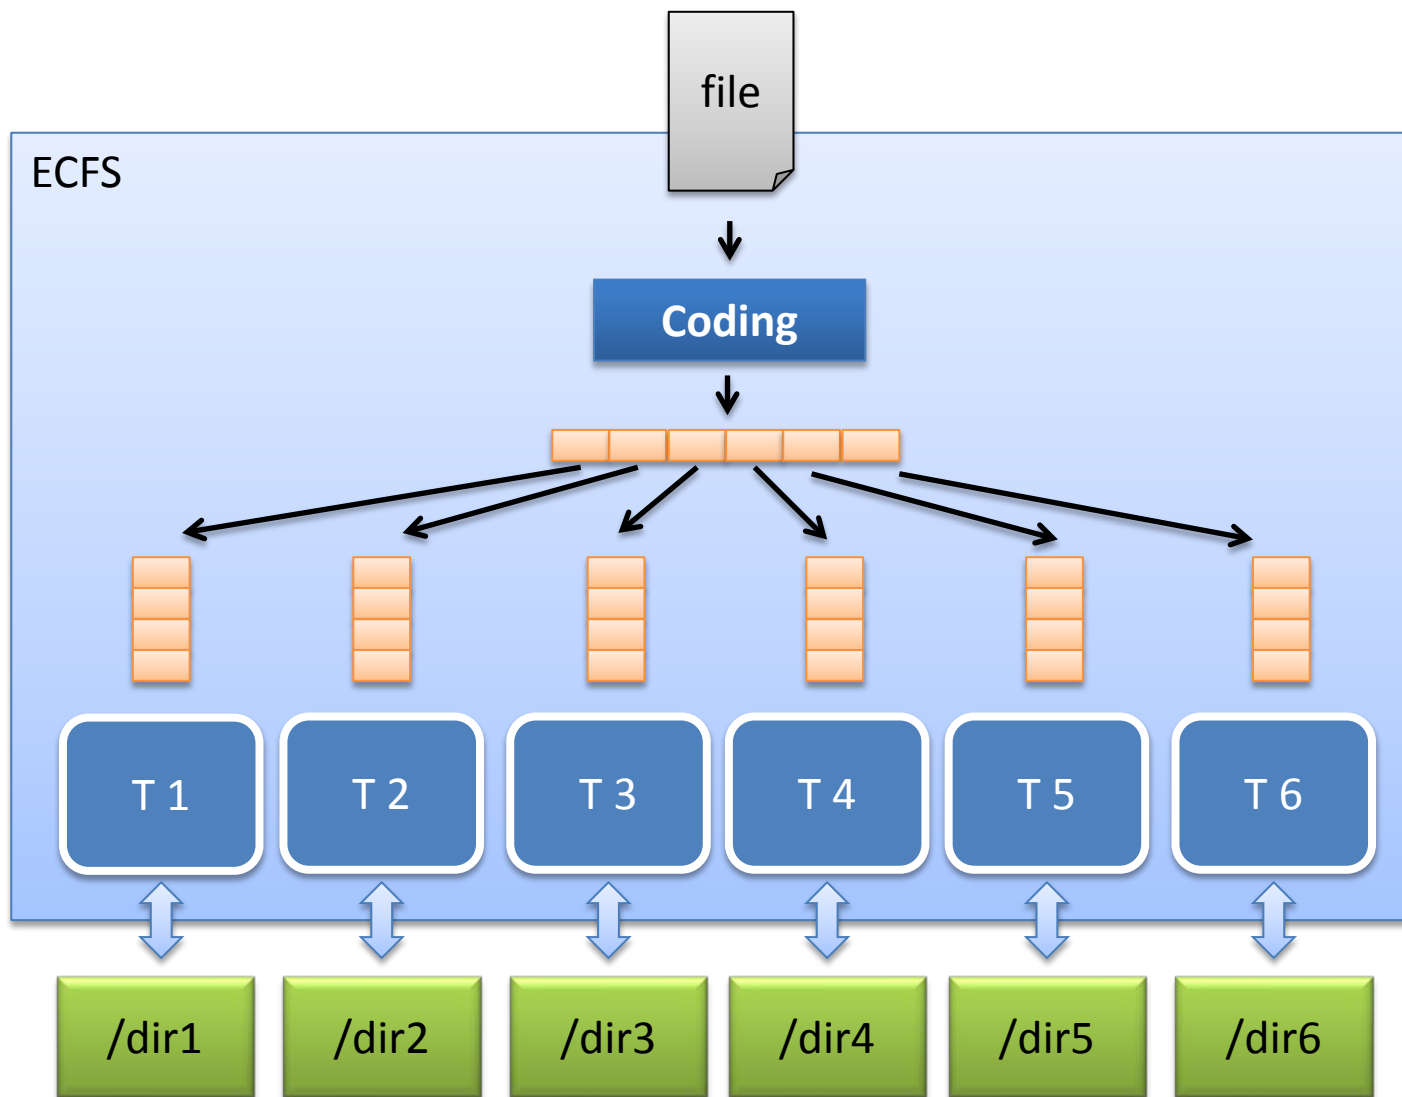 file
ECFS
Coding
T 1
T 2
T 3
T 4
T 5
T 6
/dir1
/dir2
/dir3
/dir4
/dir5
/dir6